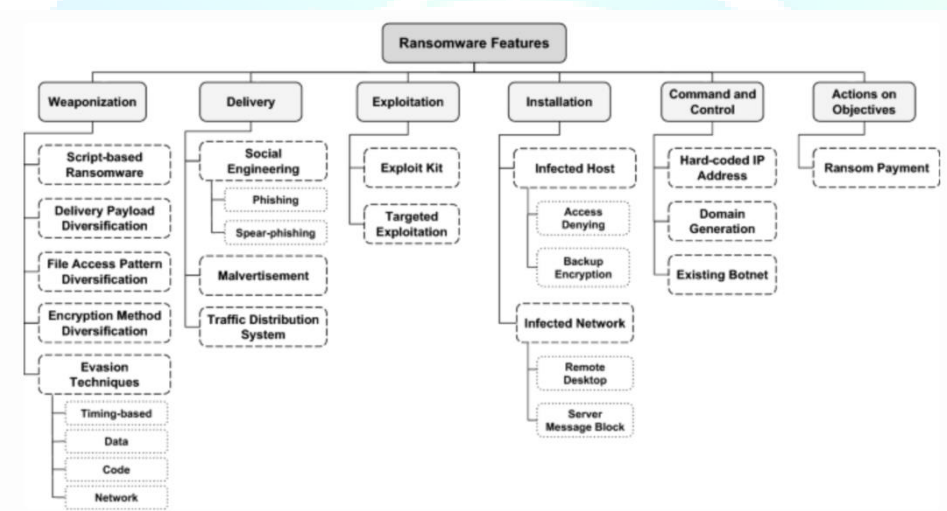 Ransomware Features
Weaponization
Delivery
Exploitation
Installation
Command and
Control
Actions on
Objectives
Script-based
Ransomware
Delivery Payload
Diversification
File Access Pattern
Diversification
Encryption Method
Diversification
Evasion
Techniques
Timing-based
Data
Code
Network
Social
Engineering
Phishing
Spear-phishing
Malvertisement
Traffic Distribution
System
Exploit Kit
Targeted
Exploitation
Infected Host
Access
Denying
Backup
Encryption
Infected Network
Remote
Desktop
Server
Message Block
Hard-coded IP
Address
Domain
Generation
Existing Botnet
Ransom Payment